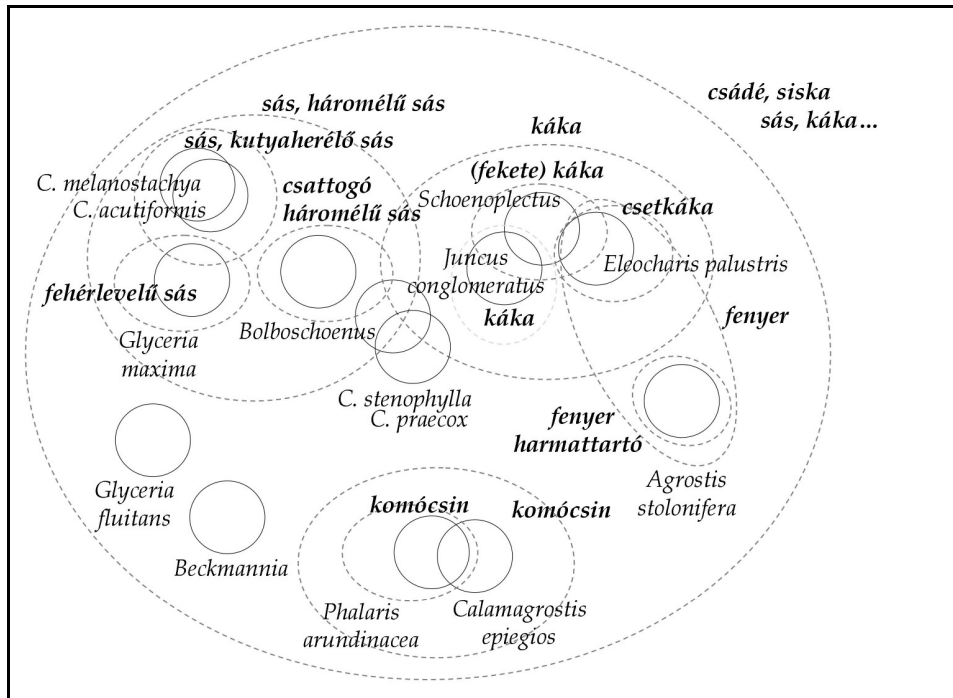 csádé, siska
sás, káka...
sás, háromélű sás
káka
sás, kutyaherélő sás
(fekete) káka
C. melanostachya
C. acutiformis
csattogó
háromélű sás
Schoenoplectus
csetkáka
Juncus
conglomeratus
Eleocharis palustris
fehérlevelű sás
káka
fenyer
Bolboschoenus
Glyceria
maxima
C. stenophylla
C. praecox
fenyer
harmattartó
Agrostis
stolonifera
Glyceria
fluitans
komócsin
komócsin
Beckmannia
Phalaris
arundinacea
Calamagrostis
epiegios